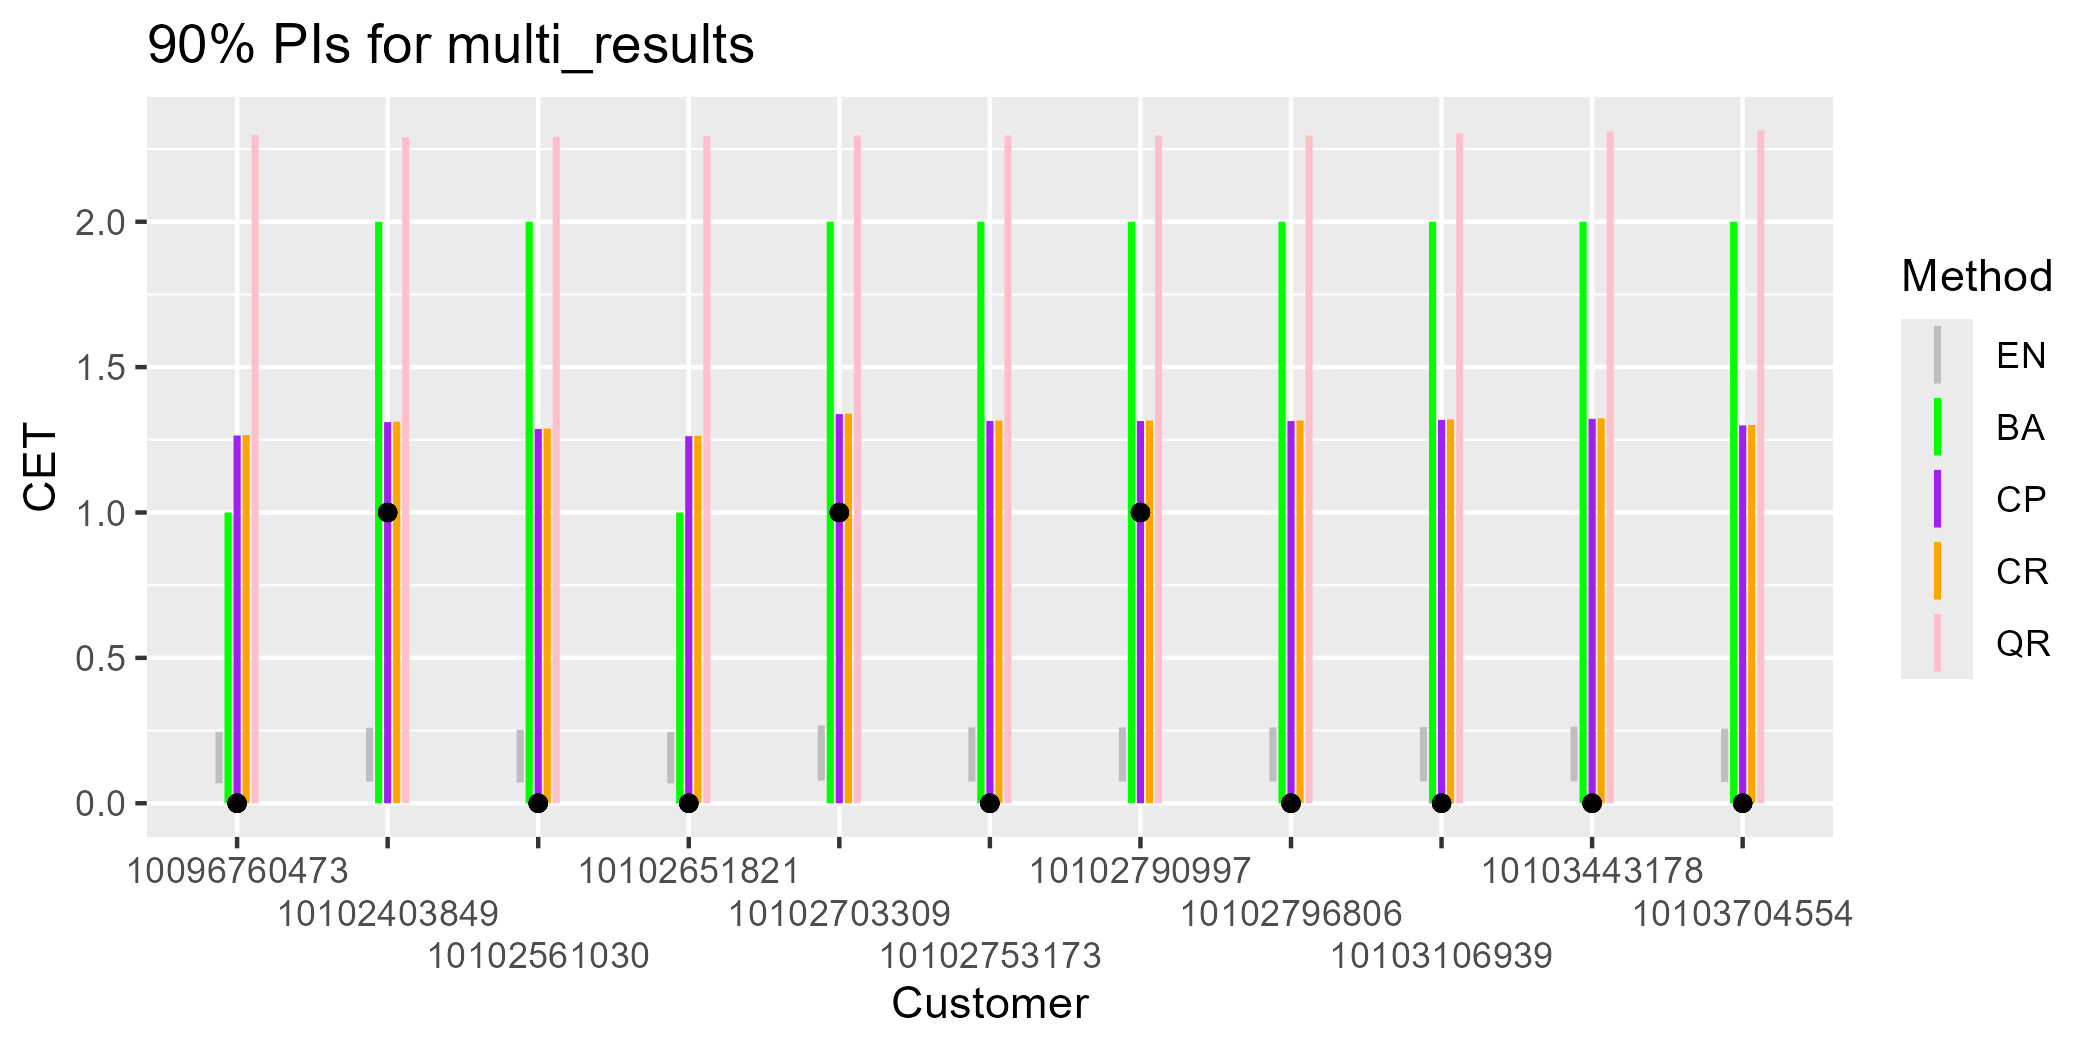 90% PIs for multi_results
CET
2.0
1.5
1.0
0.5
0.0
10096760473 10102651821 10102790997 10103443178
10102403849 10102703309 10102796806 10103704554
10102561030 10102753173 10103106939
Customer
Method
EN
BA
CP
CR
QR